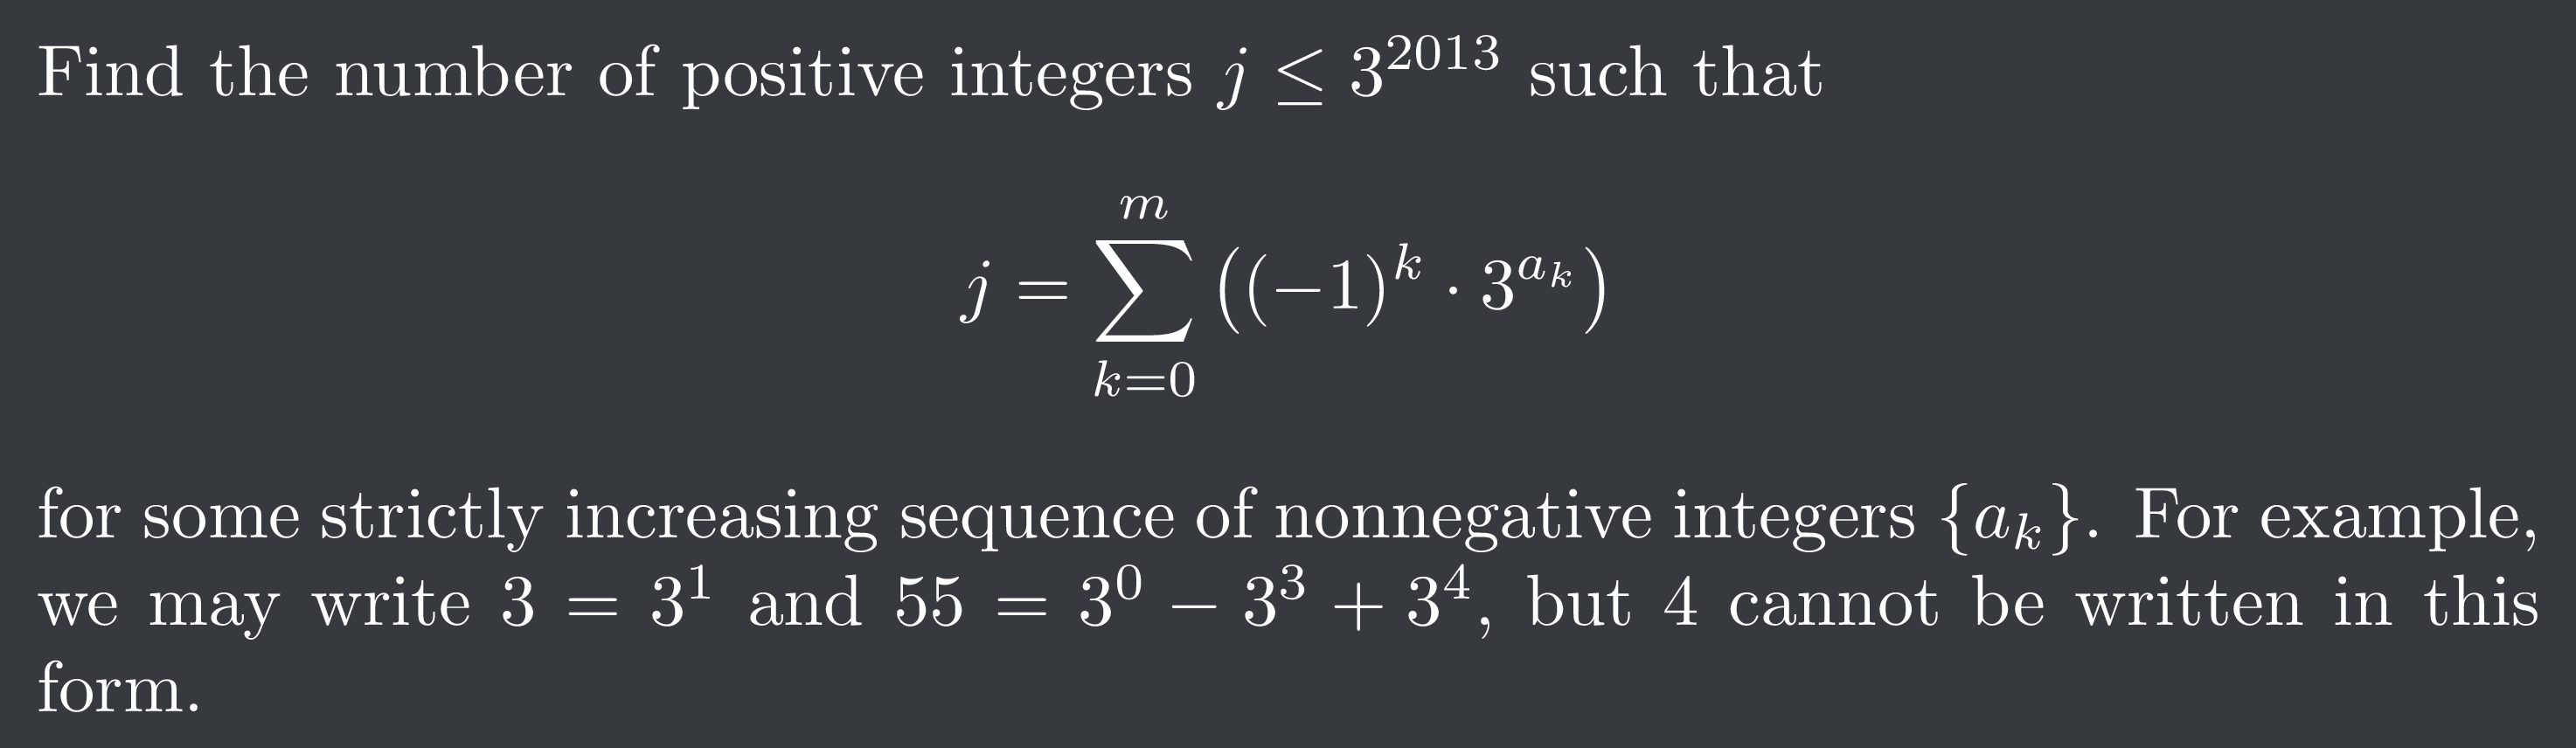 Find the number of positive integers j ≤ 3^{2013} such that
j = \sum_{k=0}^{m} ((-1)^k · 3^{a_k})
for some strictly increasing sequence of nonnegative integers {a_k}. For example,
we may write 3 = 3^1 and 55 = 3^0 − 3^3 + 3^4, but 4 cannot be written in this
form.